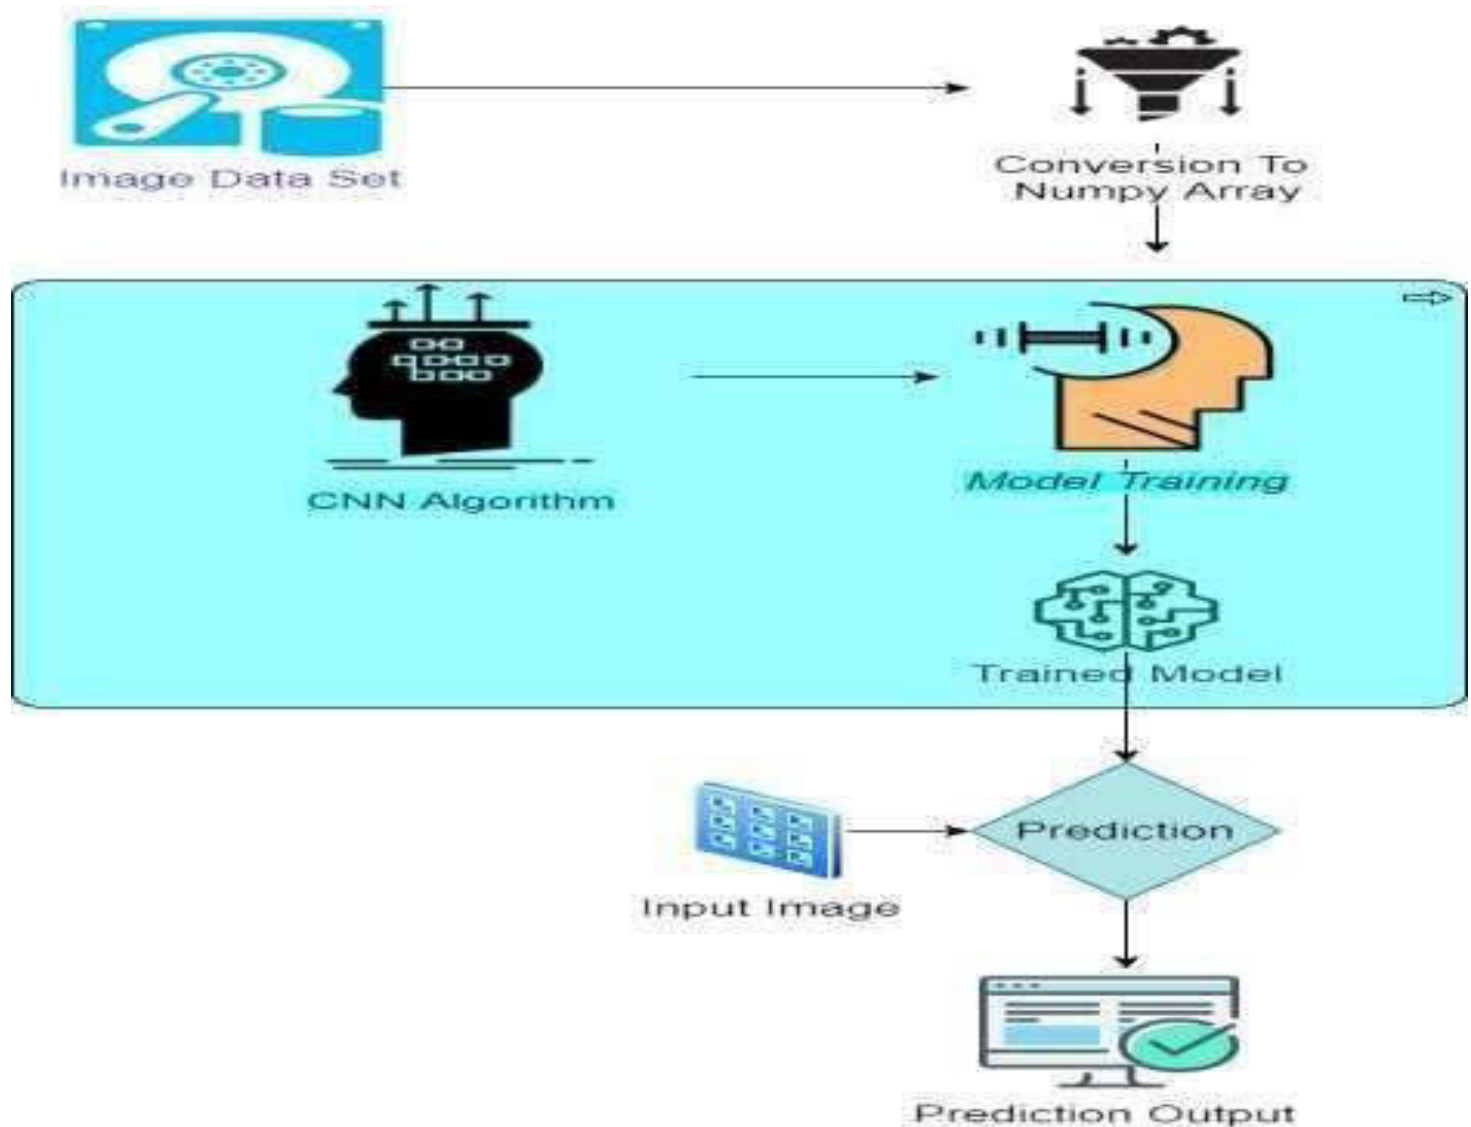 Image Data Set
Conversion To
Numpy Array
CNN Algorithm
Model Training
Trained Model
Prediction
Input Image
Prediction Output